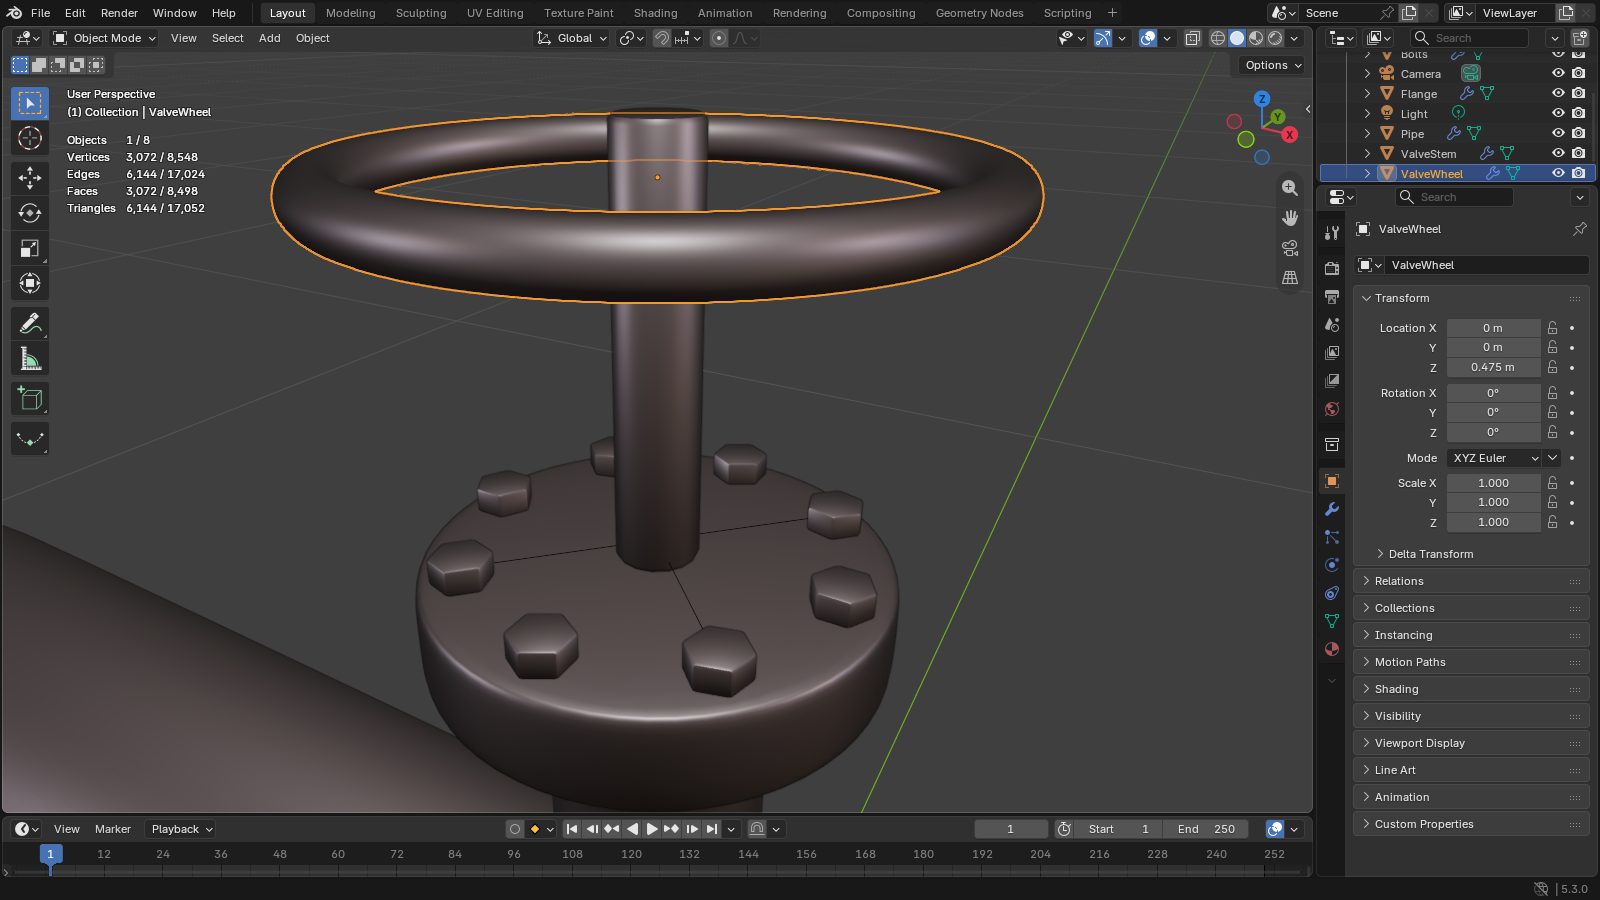 File Edit Render Window Help Layout Modeling Sculpting UV Editing Texture Paint Shading Animation Rendering Compositing Geometry Nodes Scripting + Scene ViewLayer
Object Mode View Select Add Object Global
Options
User Perspective
(1) Collection | ValveWheel
Objects 1 / 8
Vertices 3,072 / 8,548
Edges 6,144 / 17,024
Faces 3,072 / 8,498
Triangles 6,144 / 17,052
Z
Y
X
Search
Bolts
Camera
Flange
Light
Pipe
ValveStem
ValveWheel
Search
ValveWheel
ValveWheel
Transform
Location X 0 m
Y 0 m
Z 0.475 m
Rotation X 0°
Y 0°
Z 0°
Mode XYZ Euler
Scale X 1.000
Y 1.000
Z 1.000
Delta Transform
Relations
Collections
Instancing
Motion Paths
Shading
Visibility
Viewport Display
Line Art
Animation
Custom Properties
View Marker Playback 1 Start 1 End 250
1 12 24 36 48 60 72 84 96 108 120 132 144 156 168 180 192 204 216 228 240 252
5.3.0